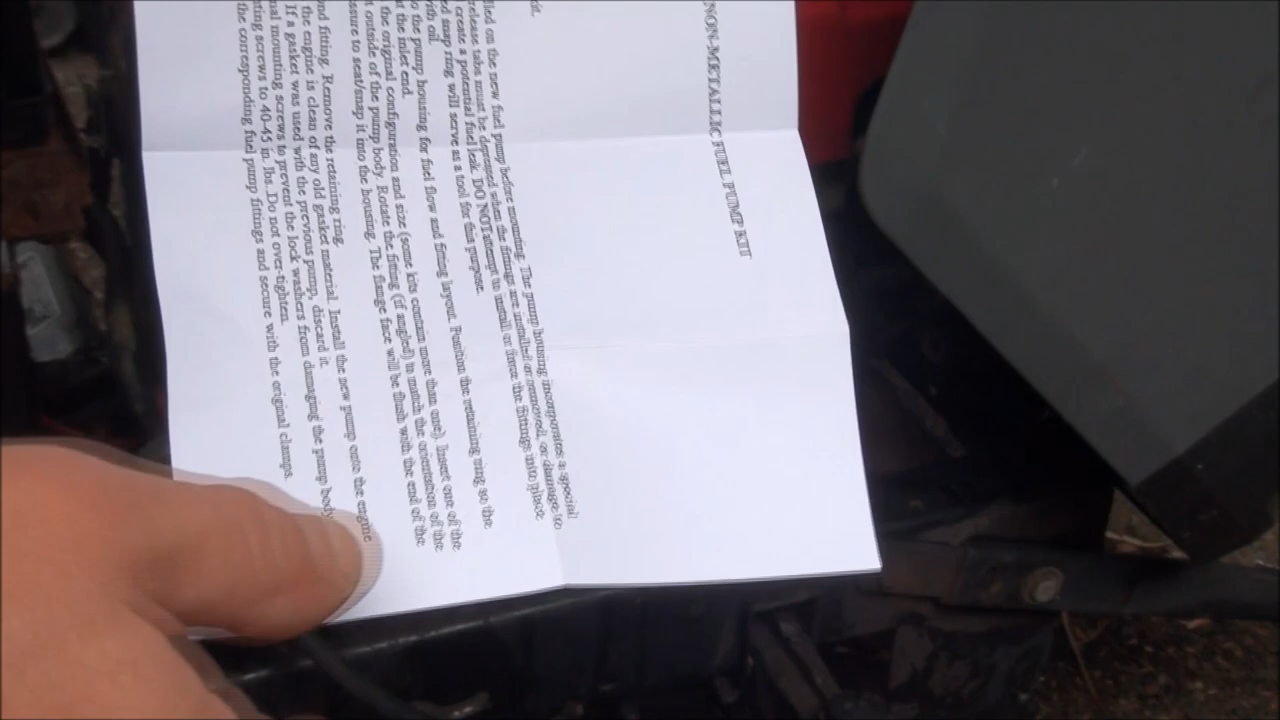 NON-METALLIC FUEL PUMP KIT
kit.
lled on the new fuel pump before mounting. The pump housing incorporates a special
release tabs must be depressed when the fittings are installed or removed, or damage to
create a potential fuel leak. DO NOT attempt to install or force the fittings into place
ed snap ring will serve as a tool for this purpose.
with oil.
o the pump housing for fuel flow and fitting layout. Position the retaining ring so the
at the inlet end.
the original configuration and size (some kits contain more than one). Insert one of the
t outside of the pump body. Rotate the fitting (if angled) to match the orientation of the
ssure to seat/snap it into the housing. The flange face will be flush with the end of the
ond fitting. Remove the retaining ring.
the engine is clean of any old gasket material. Install the new pump onto the engine
If a gasket was used with the previous pump, discard it.
nal mounting screws to prevent the lock washers from damaging the pump body
nting screws to 40-45 in. lbs. Do not over-tighten.
the corresponding fuel pump fittings and secure with the original clamps.